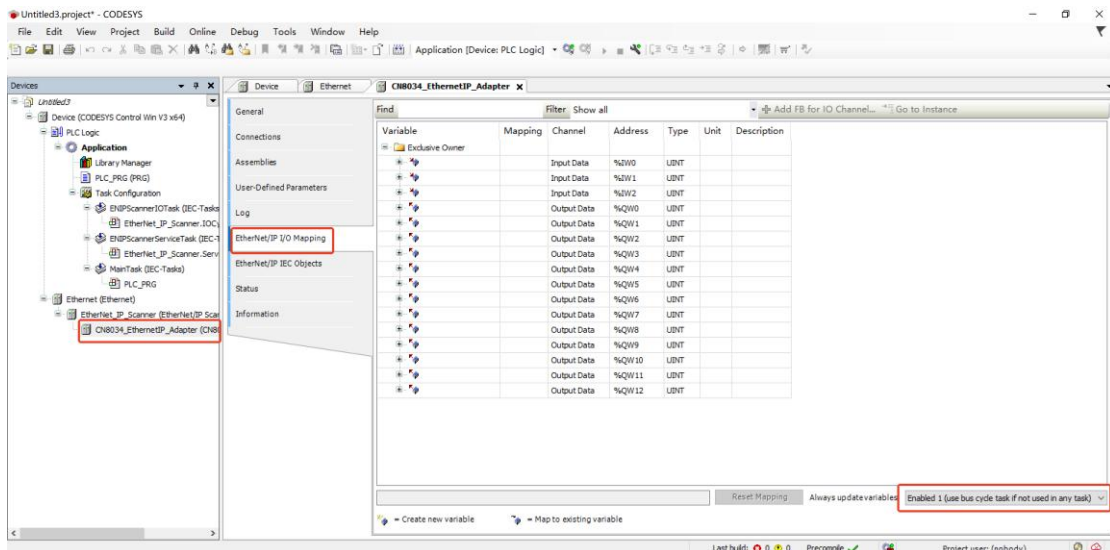 Untitled3.project* - CODESYS
File Edit View Project Build Online Debug Tools Window Help
Application [Device: PLC Logic]
Devices
Untitled3
Device (CODESYS Control Win V3 x64)
PLC Logic
Application
Library Manager
PLC_PRG (PRG)
Task Configuration
ENIPScannerIOTask (IEC-Tasks
EtherNet_IP_Scanner.IOCy
ENIPScannerServiceTask (IEC-T
EtherNet_IP_Scanner.Serv
MainTask (IEC-Tasks)
PLC_PRG
Ethernet (Ethernet)
EtherNet_IP_Scanner (EtherNet/IP Scan
CN8034_EthernetIP_Adapter (CN80
Device Ethernet CN8034_EthernetIP_Adapter
General
Connections
Assemblies
User-Defined Parameters
Log
EtherNet/IP I/O Mapping
EtherNet/IP IEC Objects
Status
Information
Find Filter Show all Add FB for IO Channel... Go to Instance
Variable Mapping Channel Address Type Unit Description
Exclusive Owner
Input Data %IW0 UINT
Input Data %IW1 UINT
Input Data %IW2 UINT
Output Data %QW0 UINT
Output Data %QW1 UINT
Output Data %QW2 UINT
Output Data %QW3 UINT
Output Data %QW4 UINT
Output Data %QW5 UINT
Output Data %QW6 UINT
Output Data %QW7 UINT
Output Data %QW8 UINT
Output Data %QW9 UINT
Output Data %QW10 UINT
Output Data %QW11 UINT
Output Data %QW12 UINT
Reset Mapping Always update variables Enabled 1 (use bus cycle task if not used in any task)
= Create new variable = Map to existing variable
Last build: 0 0 Precompile Project user: (nobody)